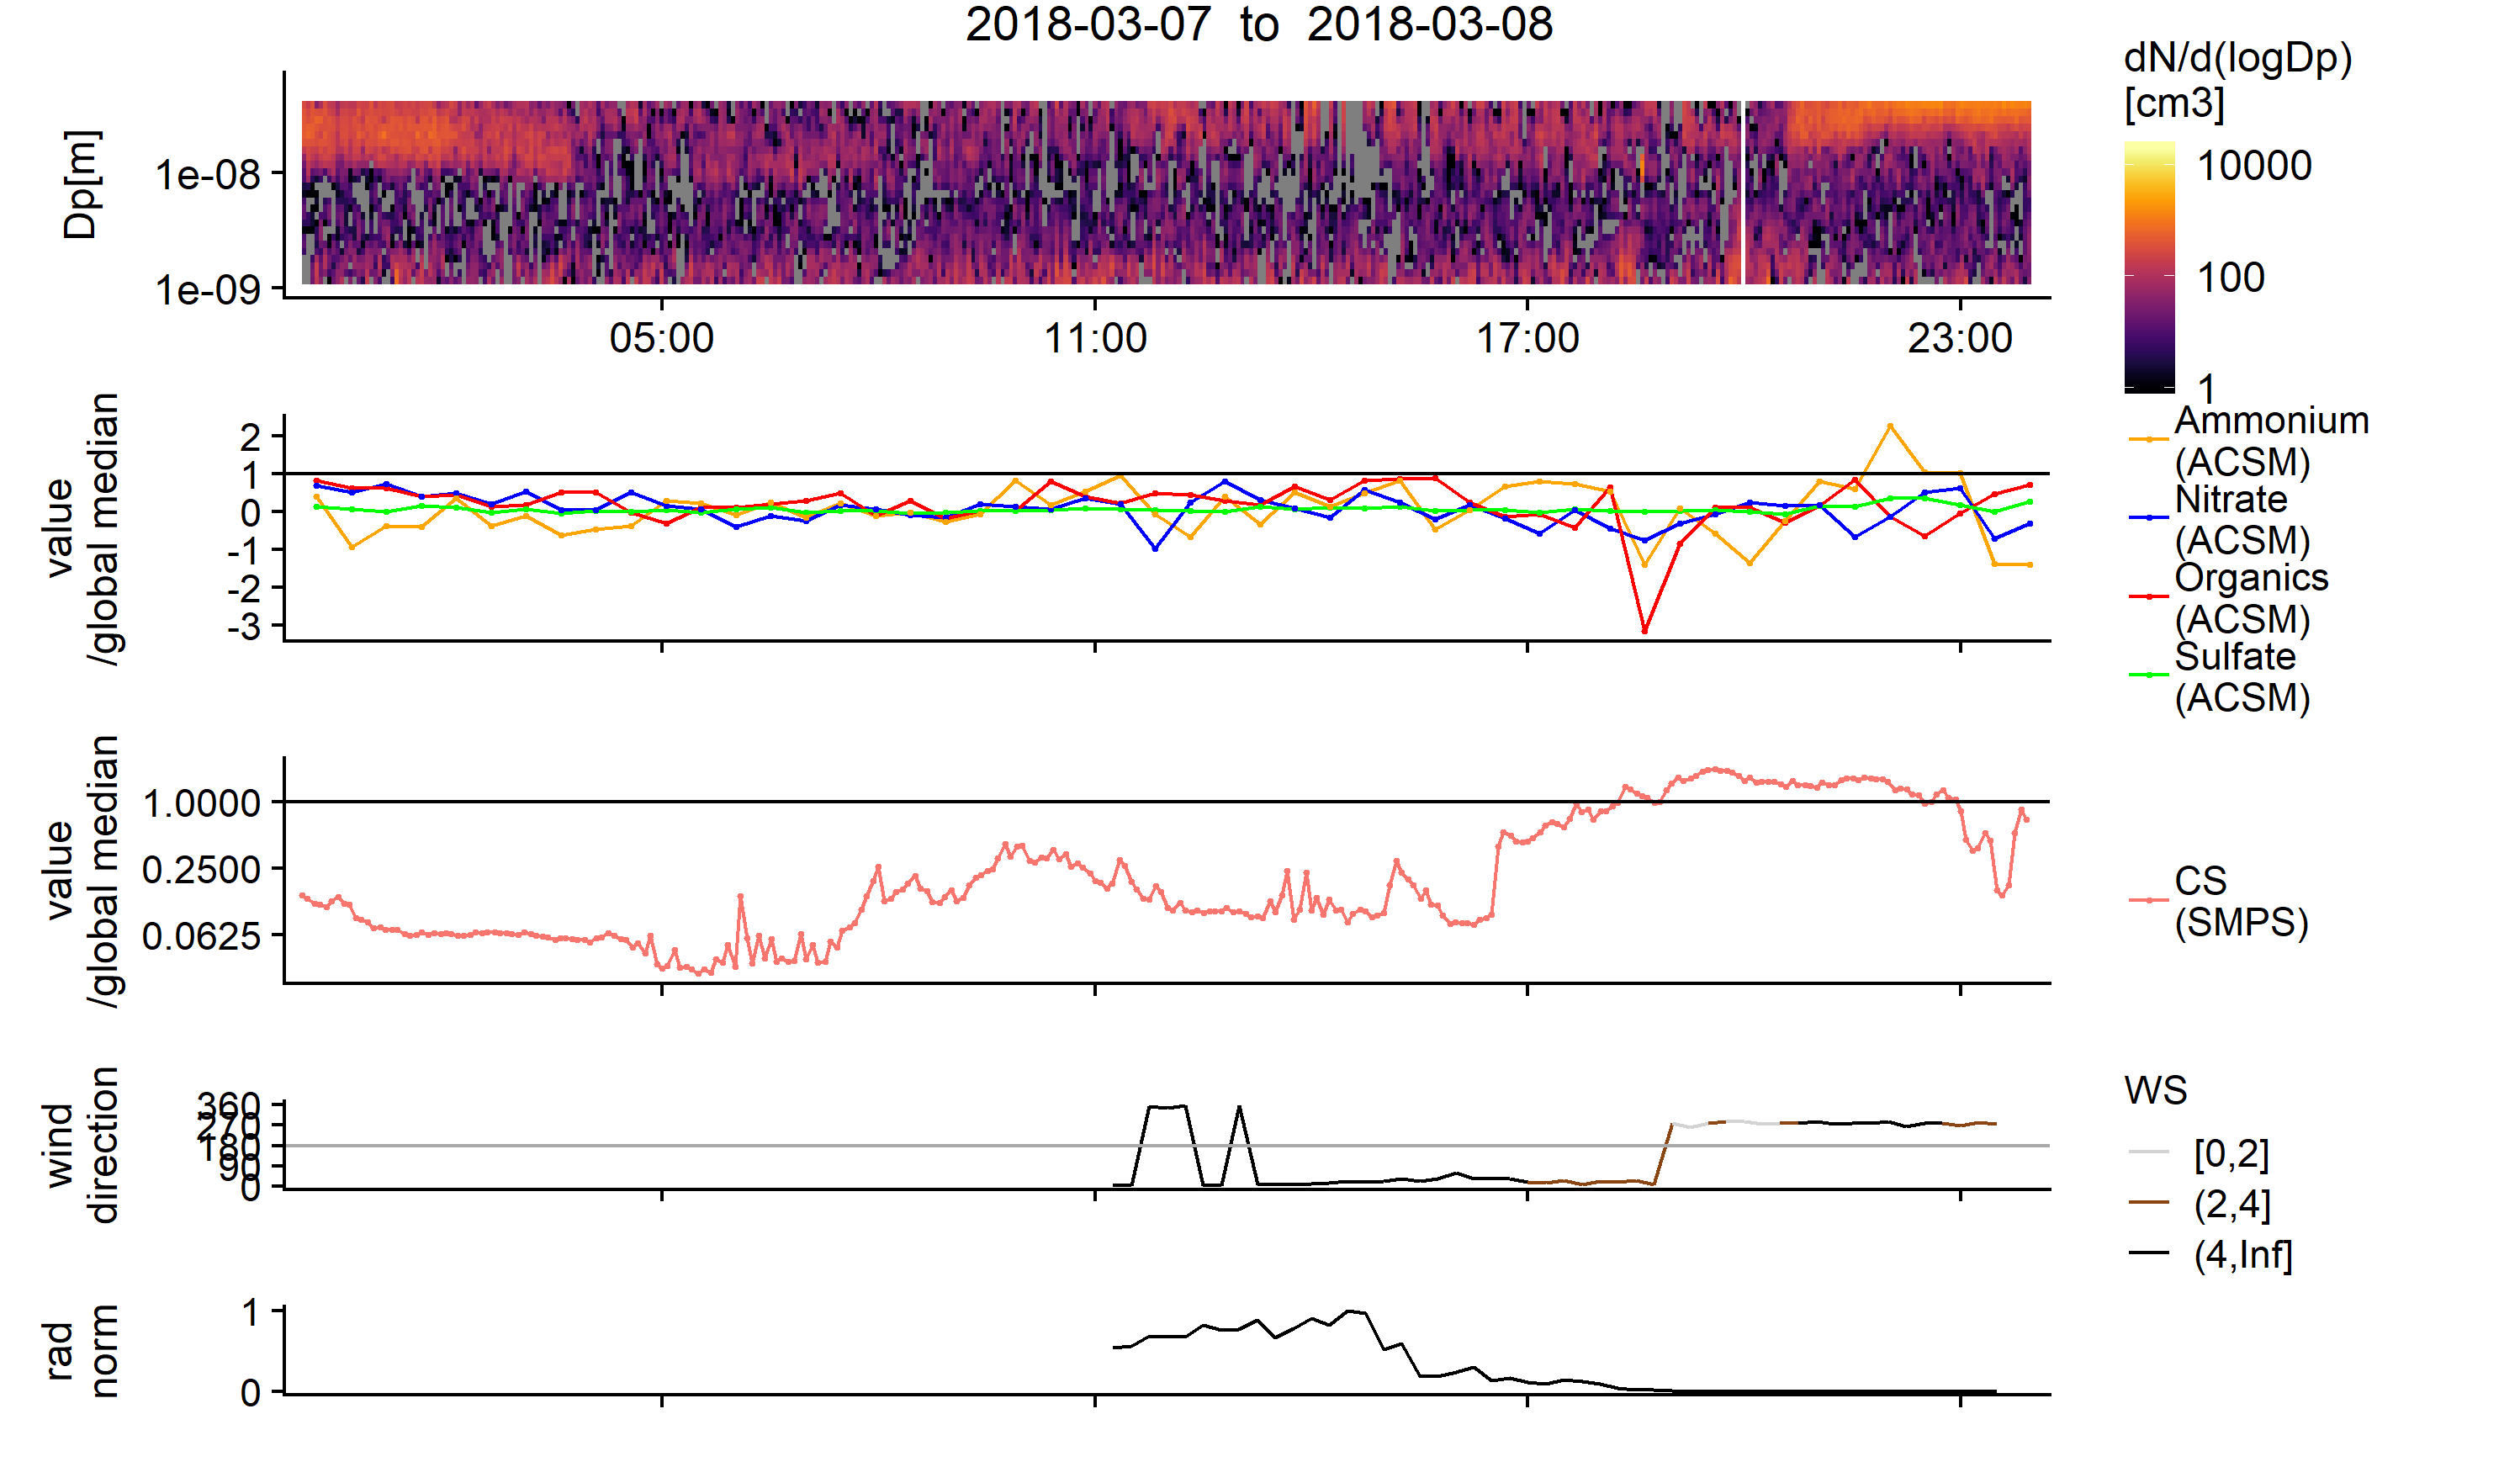 2018-03-07 to 2018-03-08
Dp[m]
1e-08
1e-09
05:00
11:00
17:00
23:00
dN/d(logDp)
[cm3]
10000
100
1
value
/global median
2
1
0
-1
-2
-3
Ammonium
(ACSM)
Nitrate
(ACSM)
Organics
(ACSM)
Sulfate
(ACSM)
value
/global median
1.0000
0.2500
0.0625
CS
(SMPS)
wind
direction
360
270
180
90
0
WS
[0,2]
(2,4]
(4,Inf]
rad
norm
1
0